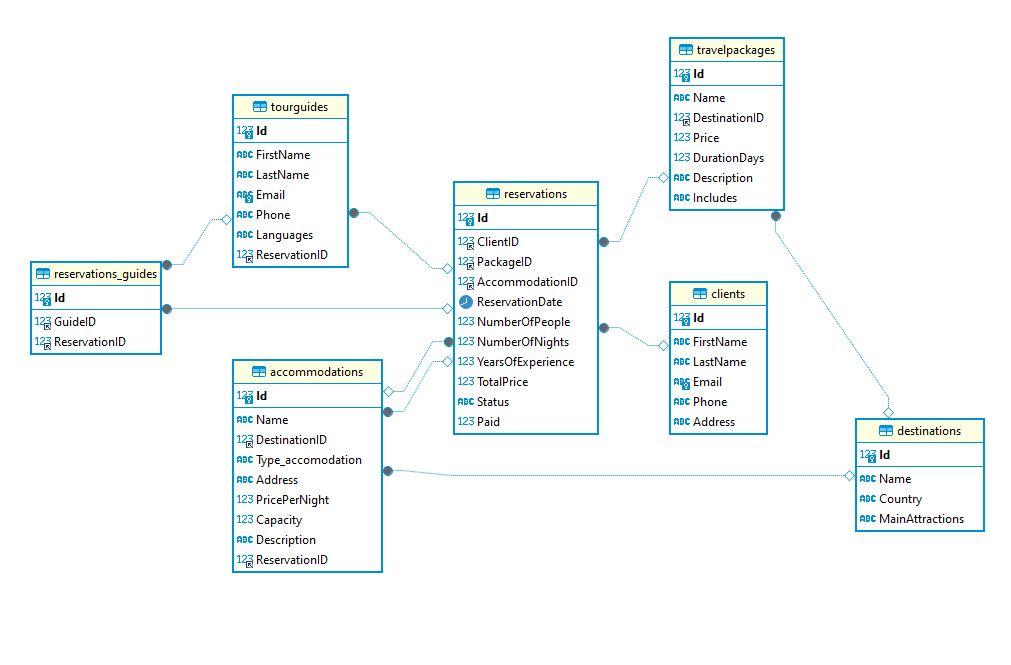 travelpackages
123 Id
ABC Name
123 DestinationID
123 Price
123 DurationDays
ABC Description
ABC Includes
tourguides
123 Id
ABC FirstName
ABC LastName
ABC Email
ABC Phone
ABC Languages
123 ReservationID
reservations
123 Id
123 ClientID
123 PackageID
123 AccommodationID
ReservationDate
123 NumberOfPeople
123 NumberOfNights
123 YearsOfExperience
123 TotalPrice
ABC Status
123 Paid
reservations_guides
123 Id
123 GuideID
123 ReservationID
clients
123 Id
ABC FirstName
ABC LastName
ABC Email
ABC Phone
ABC Address
accommodations
123 Id
ABC Name
123 DestinationID
ABC Type_accomodation
ABC Address
123 PricePerNight
123 Capacity
ABC Description
123 ReservationID
destinations
123 Id
ABC Name
ABC Country
ABC MainAttractions